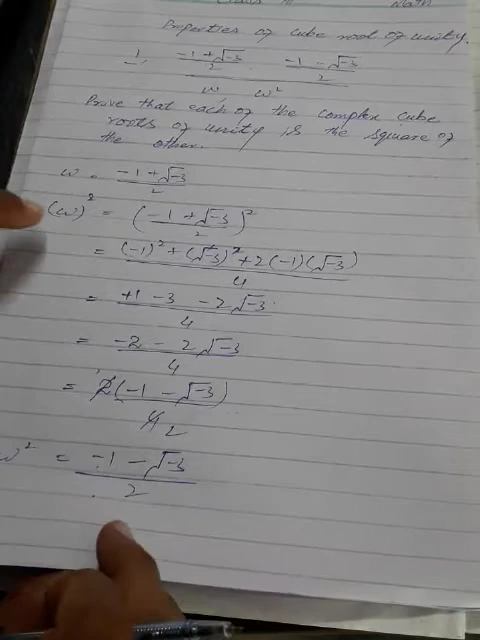 Math
Properties of cube root of unity.
1, (-1+√-3)/2, (-1-√-3)/2
w, w²
Prove that each of the complex cube
roots of unity is the square of
the other.
w = (-1+√-3)/2
(w)² = ((-1+√-3)/2)²
= ((-1)²+(√-3)²+2(-1)(√-3))/4
= (+1-3-2√-3)/4
= (-2-2√-3)/4
= 2(-1-√-3)/4 2
w² = (-1-√-3)/2